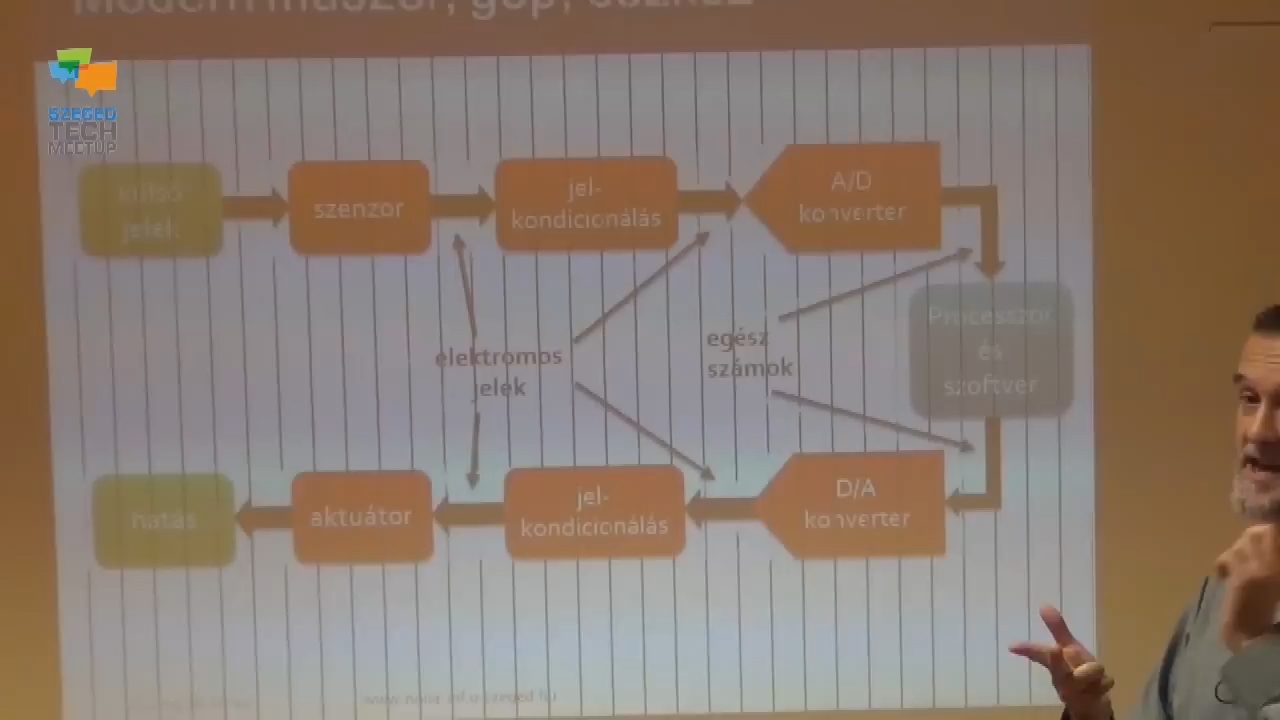 Modern műszer, gép, eszköz
SZEGED
TECH
MEETUP
külső
jelek
szenzor
jel-
kondicionálás
A/D
konverter
elektromos
jelek
egész
számok
Processzor
és
szoftver
hatás
aktuátor
jel-
kondicionálás
D/A
konverter